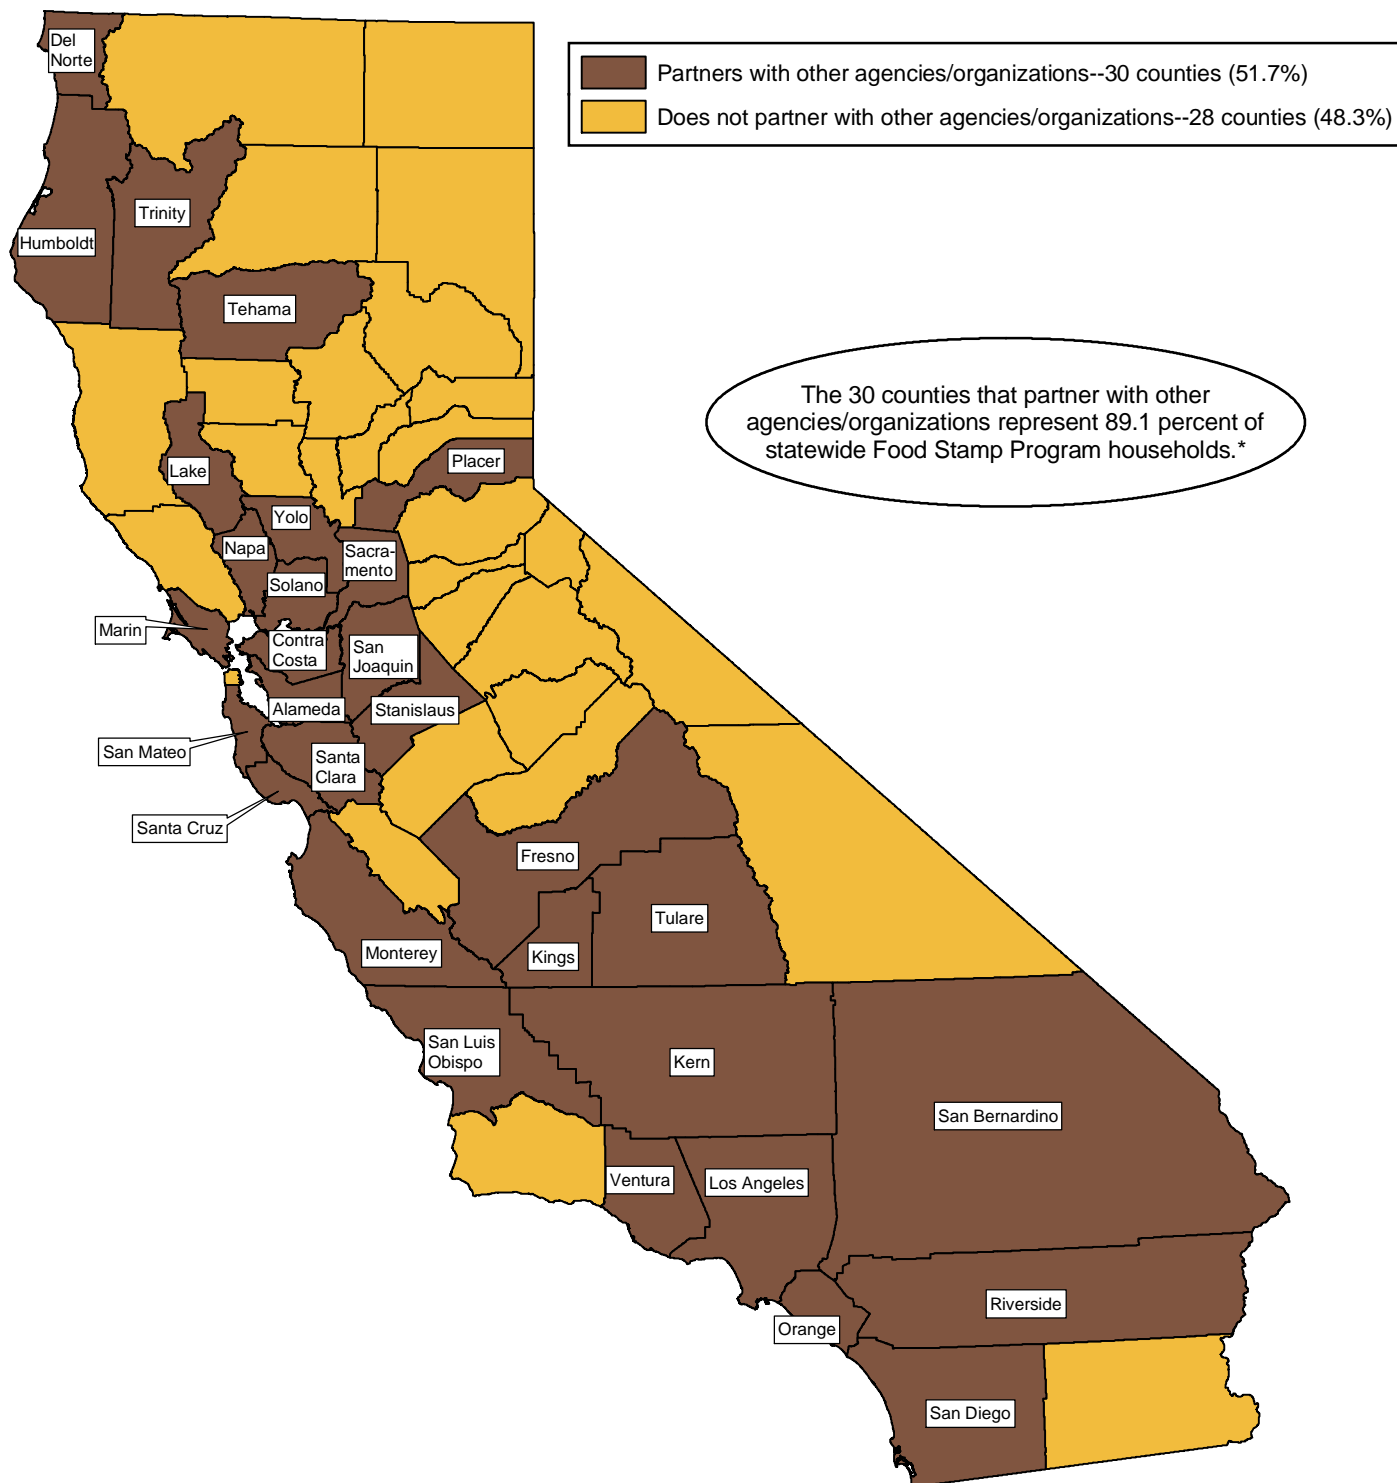 Del
Norte
Partners with other agencies/organizations--30 counties (51.7%)
Does not partner with other agencies/organizations--28 counties (48.3%)
Trinity
Humboldt
Tehama
The 30 counties that partner with other
agencies/organizations represent 89.1 percent of
statewide Food Stamp Program households.*
Placer
Lake
Yolo
Napa
Sacra-
mento
Solano
Marin
Contra
Costa
San
Joaquin
Alameda
Stanislaus
San Mateo
Santa
Clara
Santa Cruz
Fresno
Tulare
Monterey
Kings
San Luis
Obispo
Kern
San Bernardino
Ventura
Los Angeles
Riverside
Orange
San Diego